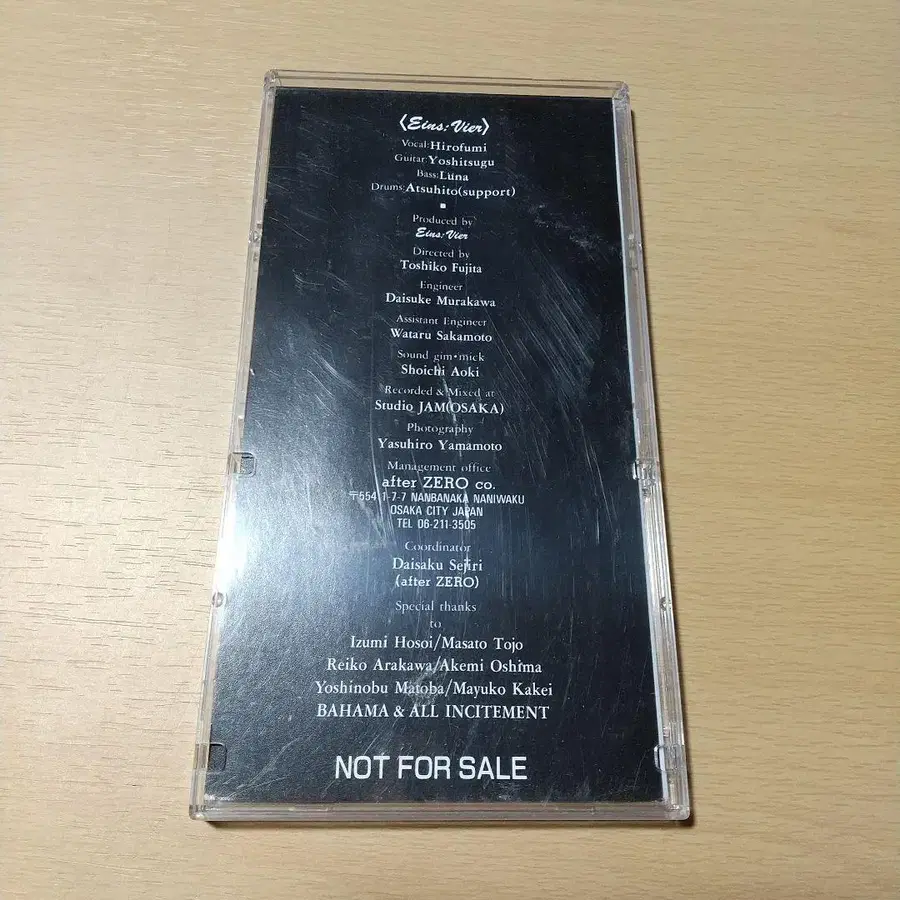 〈Eins:Vier〉
Vocal:Hirofumi
Guitar:Yoshitsugu
Bass:Luna
Drums:Atsuhito(support)
■
Produced by
Eins:Vier
Directed by
Toshiko Fujita
Engineer
Daisuke Murakawa
Assistant Engineer
Wataru Sakamoto
Sound gim•mick
Shoichi Aoki
Recorded & Mixed at
Studio JAM(OSAKA)
Photography
Yasuhiro Yamamoto
Management office
after ZERO co.
〒554 1-7-7 NANBANAKA NANIWAKU
OSAKA CITY JAPAN
TEL 06-211-3505
Coordinator
Daisaku Sejiri
(after ZERO)
Special thanks
to
Izumi Hosoi/Masato Tojo
Reiko Arakawa/Akemi Oshima
Yoshinobu Matoba/Mayuko Kakei
BAHAMA & ALL INCITEMENT
NOT FOR SALE